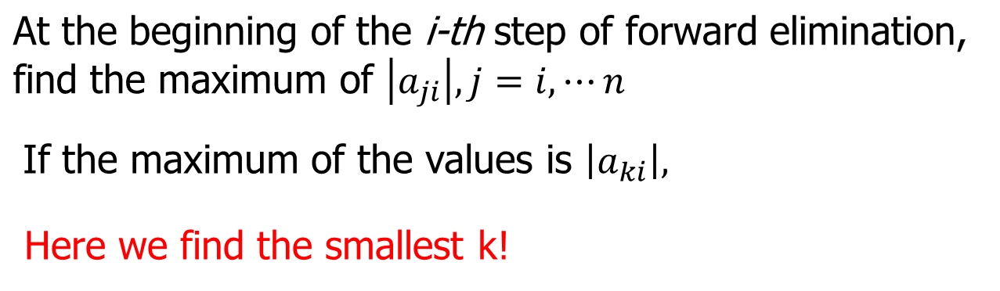 At the beginning of the i-th step of forward elimination,
find the maximum of |aji|, j = i, ⋯ n
If the maximum of the values is |aki|,
Here we find the smallest k!